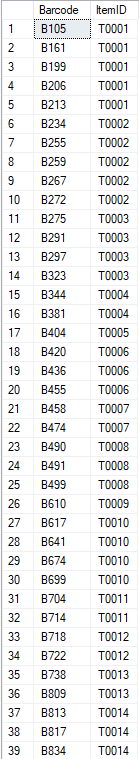 Barcode ItemID
1 B105 T0001
2 B161 T0001
3 B199 T0001
4 B206 T0001
5 B213 T0001
6 B234 T0002
7 B255 T0002
8 B259 T0002
9 B267 T0002
10 B272 T0002
11 B275 T0003
12 B291 T0003
13 B297 T0003
14 B323 T0003
15 B344 T0004
16 B381 T0004
17 B404 T0005
18 B420 T0006
19 B436 T0006
20 B455 T0006
21 B458 T0007
22 B474 T0007
23 B490 T0008
24 B491 T0008
25 B499 T0008
26 B610 T0009
27 B617 T0010
28 B641 T0010
29 B674 T0010
30 B699 T0010
31 B704 T0011
32 B714 T0011
33 B718 T0012
34 B722 T0012
35 B738 T0013
36 B809 T0013
37 B813 T0014
38 B817 T0014
39 B834 T0014